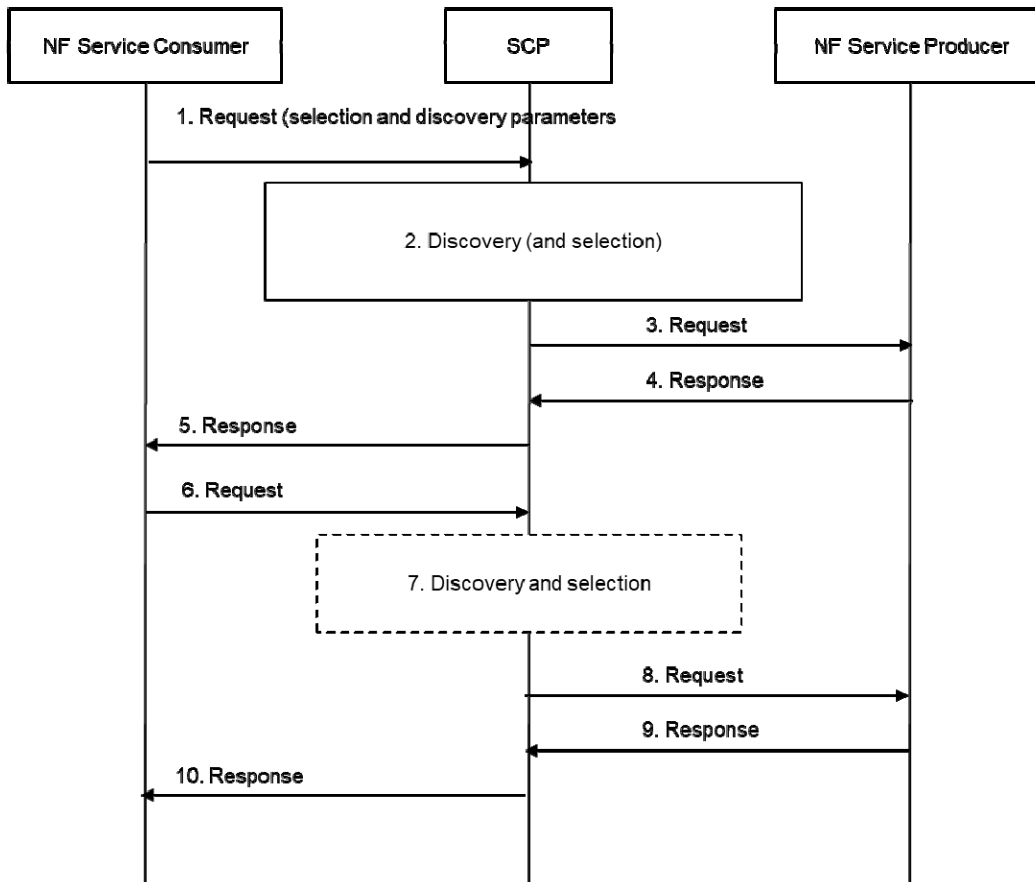 NF Service Consumer
SCP
NF Service Producer
1. Request (selection and discovery parameters
2. Discovery (and selection)
3. Request
4. Response
5. Response
6. Request
7. Discovery and selection
8. Request
9. Response
10. Response